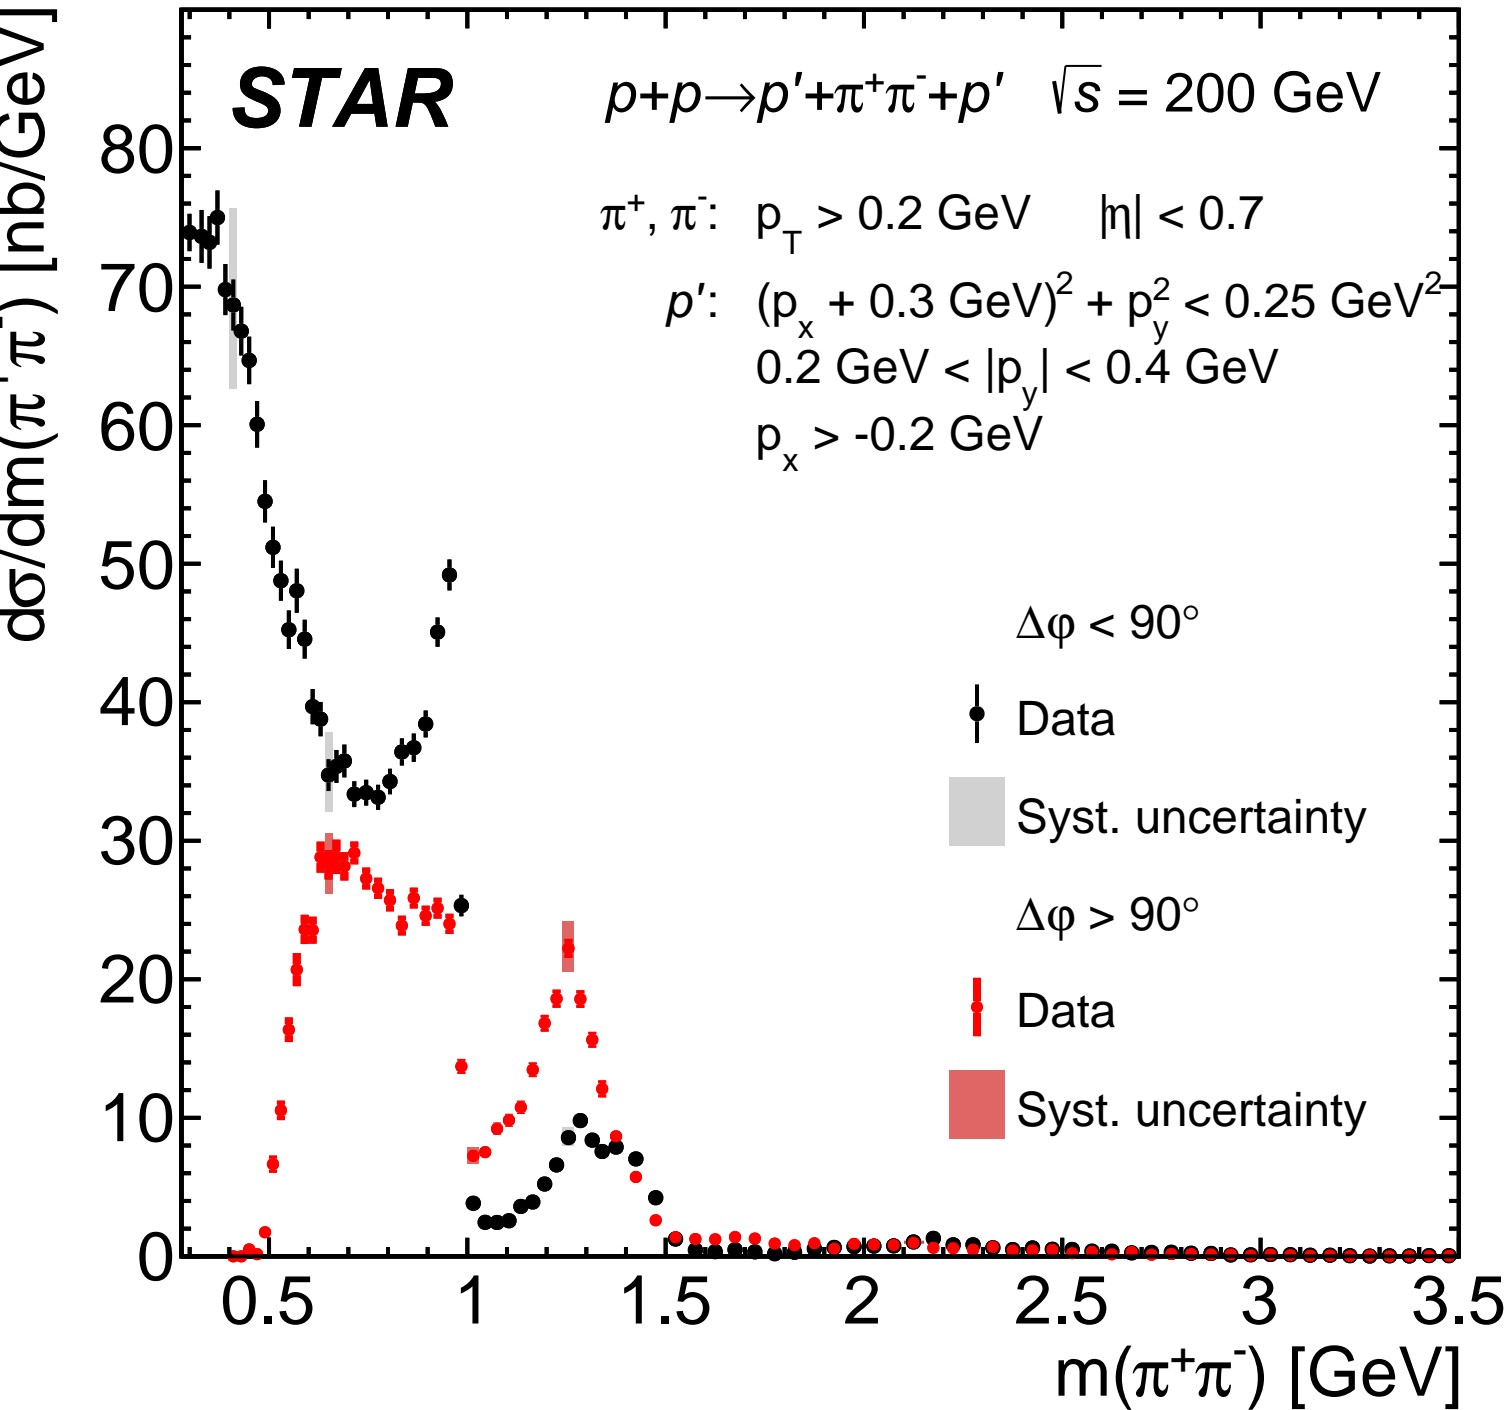 STAR p+p→p′+π⁺π⁻+p′ √s = 200 GeV
π⁺, π⁻: p_T > 0.2 GeV |η| < 0.7
p′: (p_x + 0.3 GeV)² + p_y² < 0.25 GeV²
0.2 GeV < |p_y| < 0.4 GeV
p_x > -0.2 GeV
dσ/dm(π⁺π⁻) [nb/GeV]
80
70
60
50
40
30
20
10
0
Δφ < 90°
Data
Syst. uncertainty
Δφ > 90°
Data
Syst. uncertainty
0.5 1 1.5 2 2.5 3 3.5
m(π⁺π⁻) [GeV]